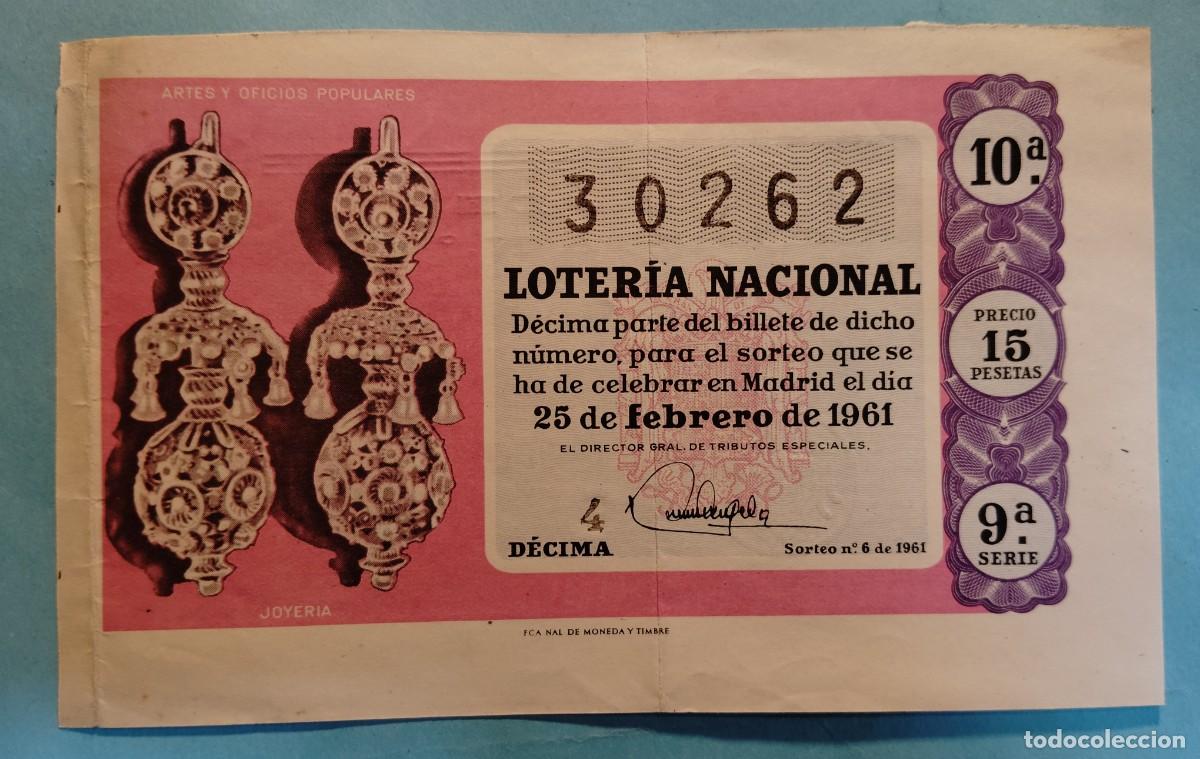 ARTES Y OFICIOS POPULARES
30262
LOTERÍA NACIONAL
Décima parte del billete de dicho
número, para el sorteo que se
ha de celebrar en Madrid el día
25 de febrero de 1961
EL DIRECTOR GRAL. DE TRIBUTOS ESPECIALES,
4
DÉCIMA
Sorteo nº. 6 de 1961
10ª.
PRECIO
15
PESETAS
9ª.
SERIE
JOYERIA
FCA NAL DE MONEDA Y TIMBRE
todocoleccion